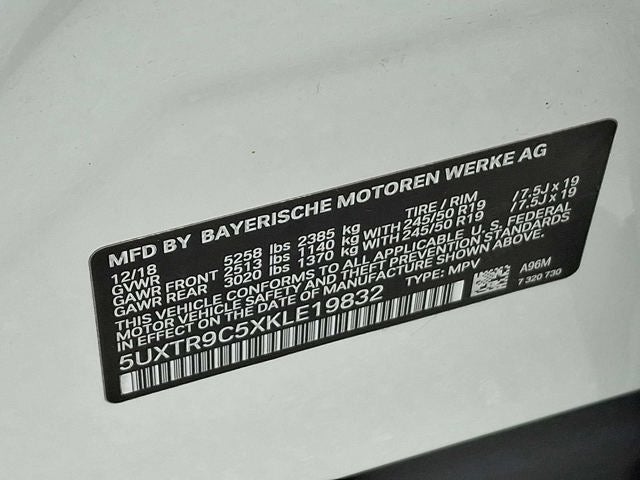 MFD BY BAYERISCHE MOTOREN WERKE AG
12/18
GVWR 5258 lbs 2385 kg TIRE / RIM
GAWR FRONT 2513 lbs 1140 kg WITH 245/50 R19 /7.5J x 19
GAWR REAR 3020 lbs 1370 kg WITH 245/50 R19 /7.5J x 19
THIS VEHICLE CONFORMS TO ALL APPLICABLE U. S. FEDERAL
MOTOR VEHICLE SAFETY AND THEFT PREVENTION STANDARDS
IN EFFECT ON THE DATE OF MANUFACTURE SHOWN ABOVE.
5UXTR9C5XKLE19832 TYPE: MPV A96M
7 320 730